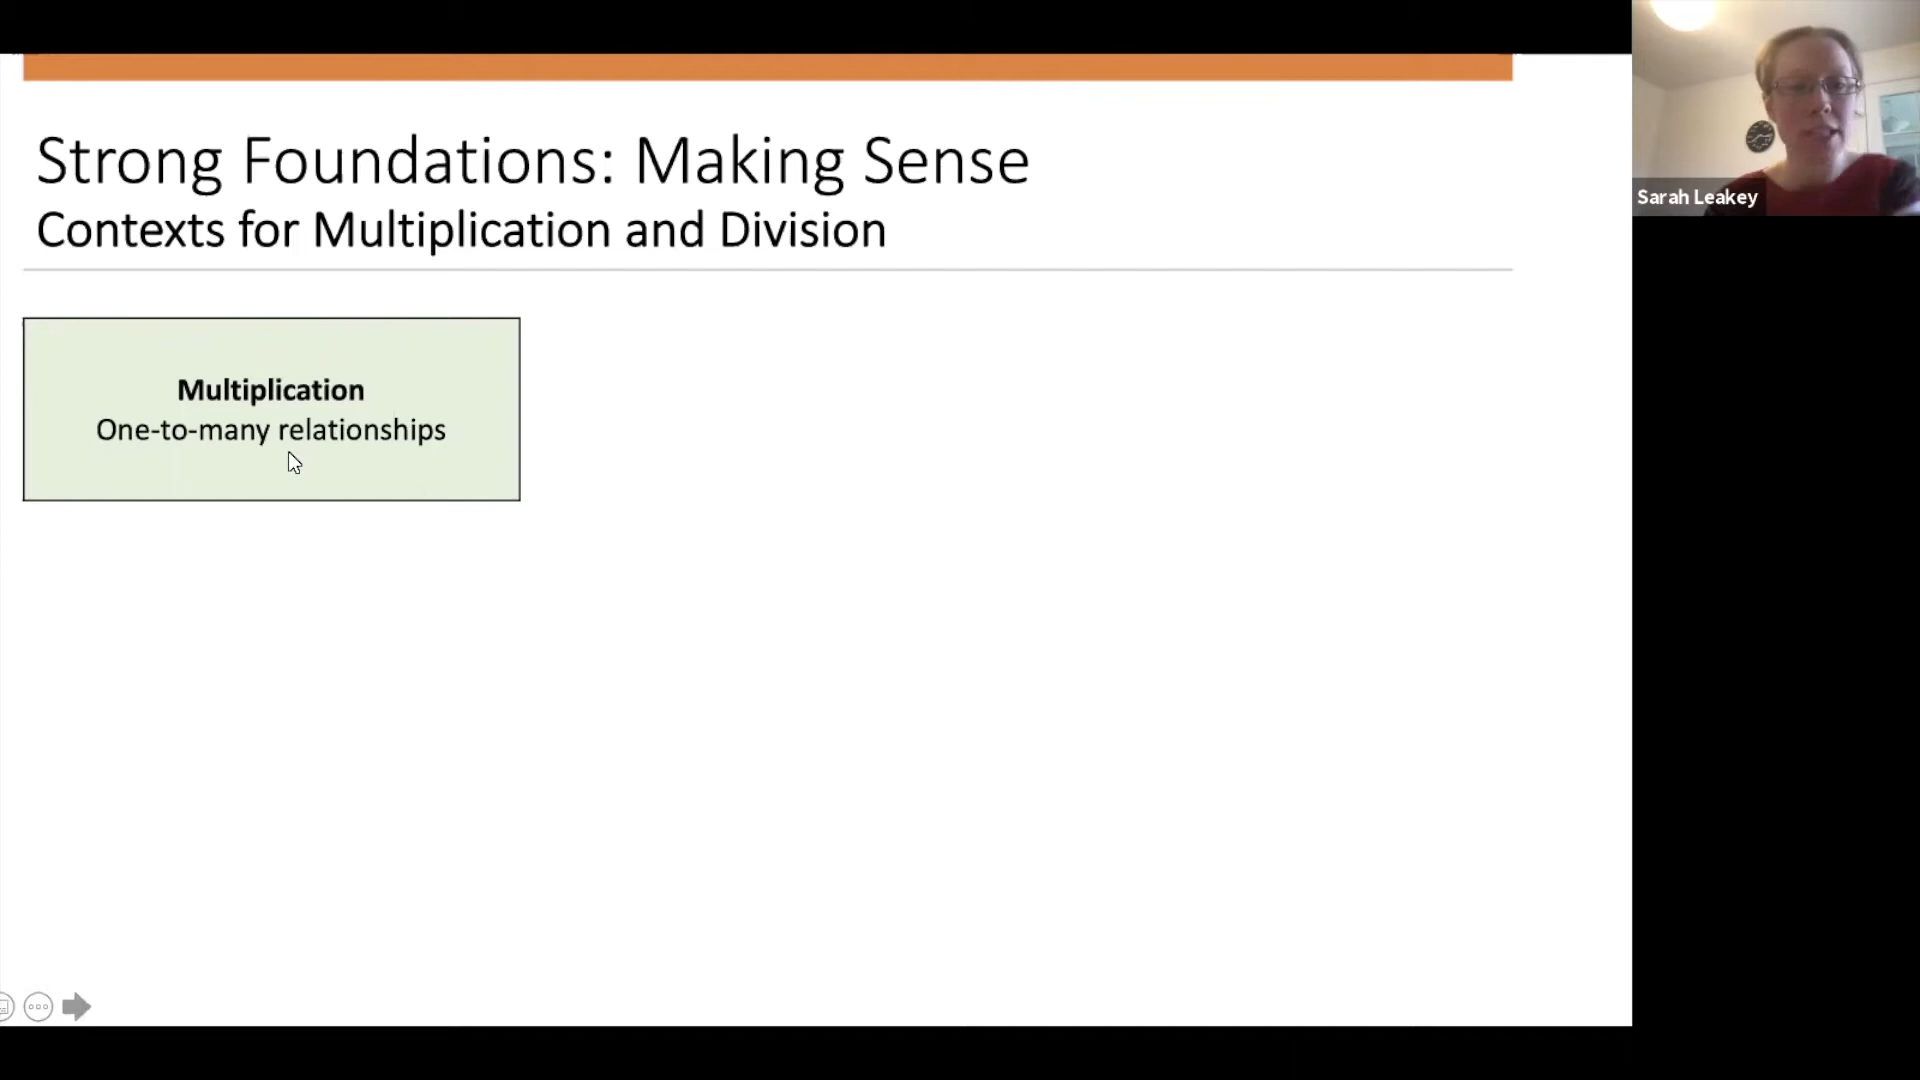 Strong Foundations: Making Sense
Contexts for Multiplication and Division
Multiplication
One-to-many relationships
Sarah Leakey